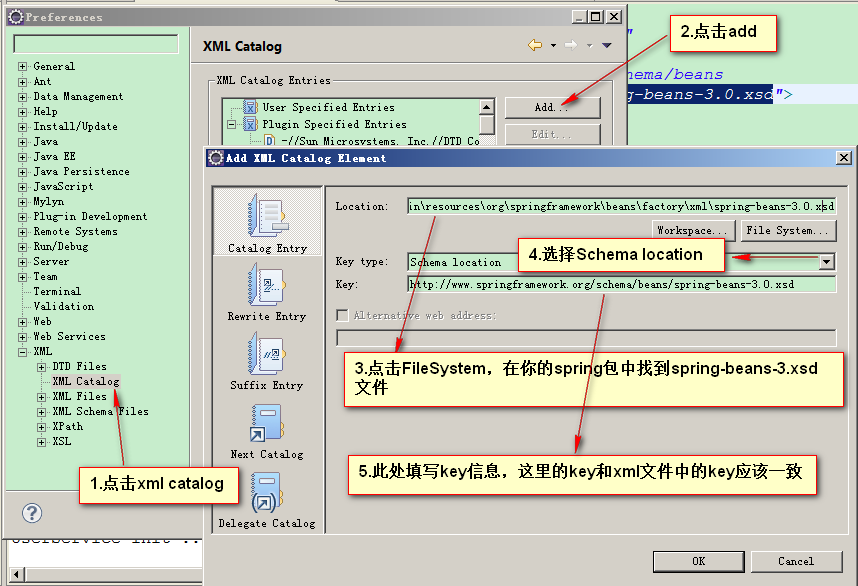 Preferences
XML Catalog
2.点击add
hema/beans
g-beans-3.0.xsd">
General
Ant
Data Management
Help
Install/Update
Java
Java EE
Java Persistence
JavaScript
Mylyn
Plug-in Development
Remote Systems
Run/Debug
Server
Team
Terminal
Validation
Web
Web Services
XML
DTD Files
XML Catalog
XML Files
XML Schema Files
XPath
XSL
1.点击xml catalog
XML Catalog Entries
User Specified Entries
Plugin Specified Entries
-//Sun Microsystems, Inc.//DTD Co
Add...
Edit...
Add XML Catalog Element
Catalog Entry
Rewrite Entry
Suffix Entry
Next Catalog
Delegate Catalog
Location:
in\resources\org\springframework\beans\factory\xml\spring-beans-3.0.xsd
Workspace...
File System...
Key type:
Schema location
4.选择Schema location
Key:
http://www.springframework.org/schema/beans/spring-beans-3.0.xsd
Alternative web address:
3.点击FileSystem，在你的spring包中找到spring-beans-3.xsd
文件
5.此处填写key信息，这里的key和xml文件中的key应该一致
OK
Cancel